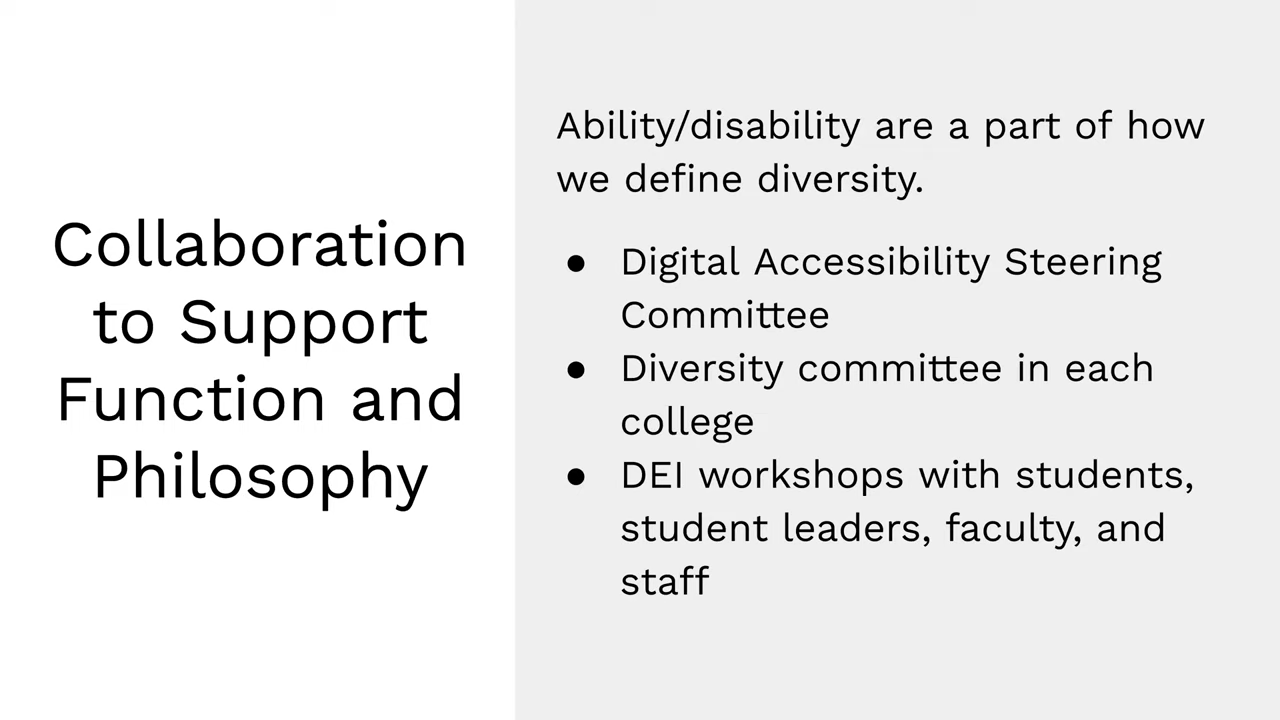 Collaboration
to Support
Function and
Philosophy
Ability/disability are a part of how
we define diversity.
● Digital Accessibility Steering
Committee
● Diversity committee in each
college
● DEI workshops with students,
student leaders, faculty, and
staff